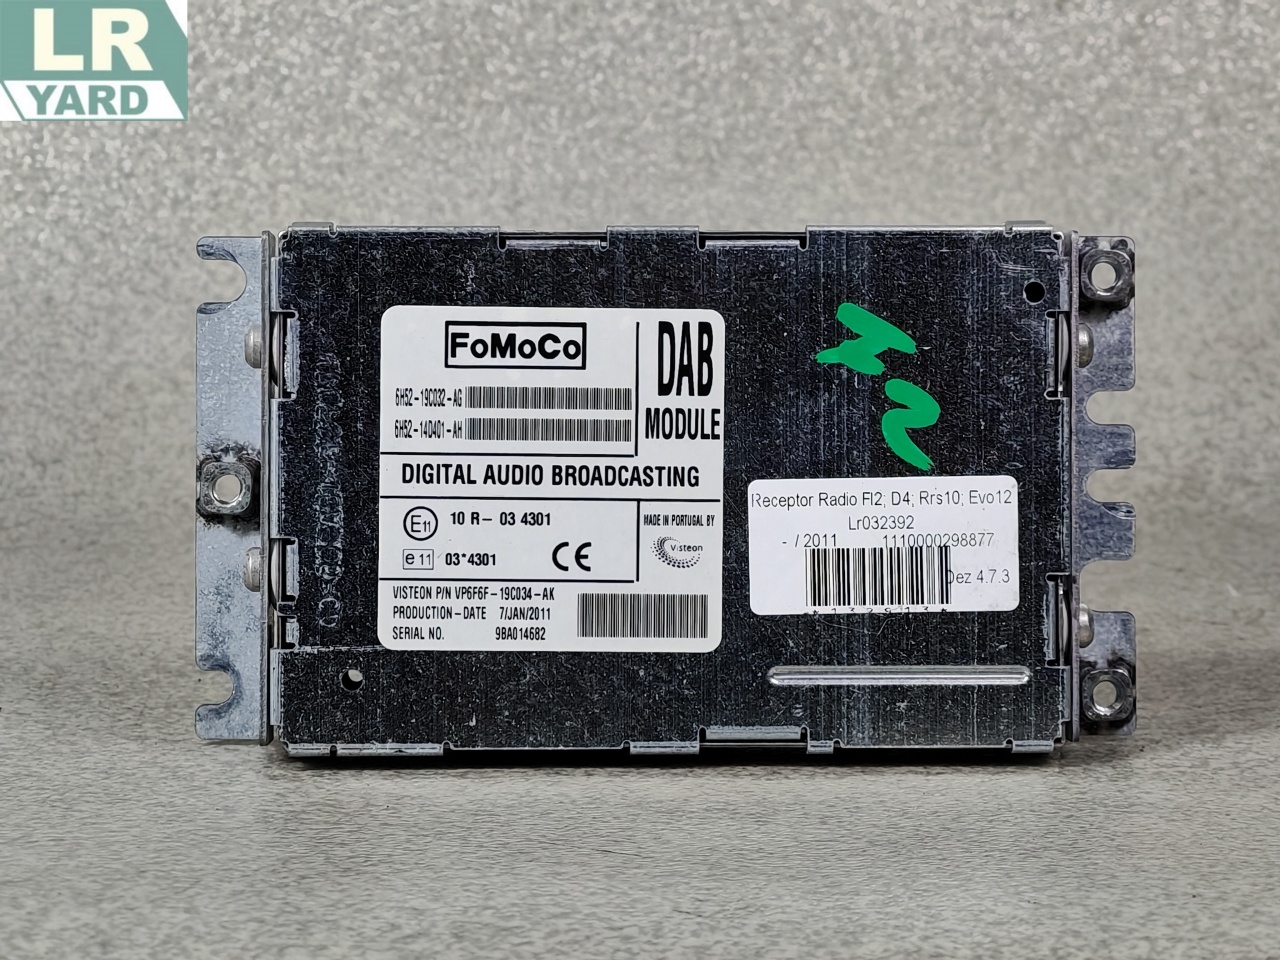 LR
YARD
FoMoCo
DAB
MODULE
6H52-19C032-AG
6H52-14D401-AH
DIGITAL AUDIO BROADCASTING
E11 10 R- 03 4301
e 11 03*4301
CE
MADE IN PORTUGAL BY
Visteon
VISTEON P/N VP6F6F-19C034-AK
PRODUCTION-DATE 7/JAN/2011
SERIAL NO. 9BA014682
Receptor Radio Fl2; D4; Rrs10; Evo12
Lr032392
- / 2011 1110000298877
Dez 4.7.3